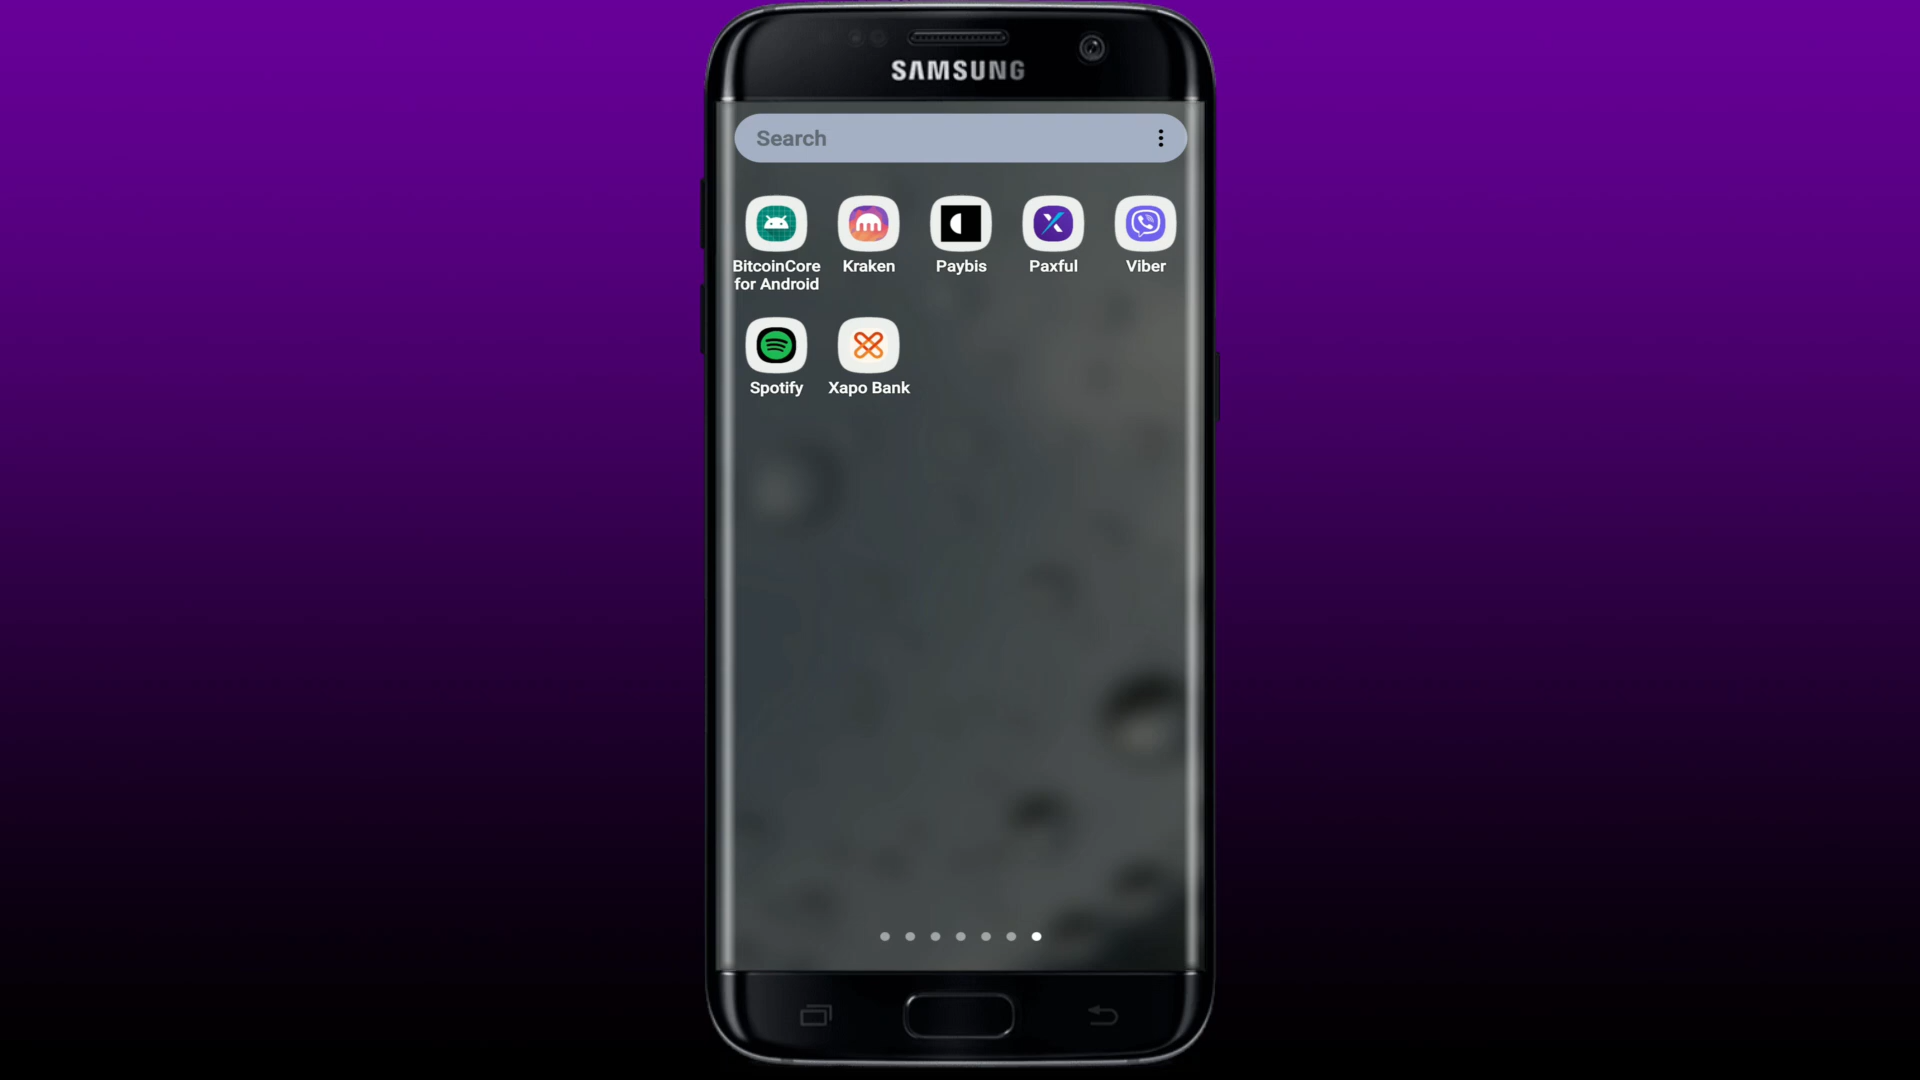 SAMSUNG
Search
BitcoinCore for Android
Kraken
Paybis
Paxful
Viber
Spotify
Xapo Bank